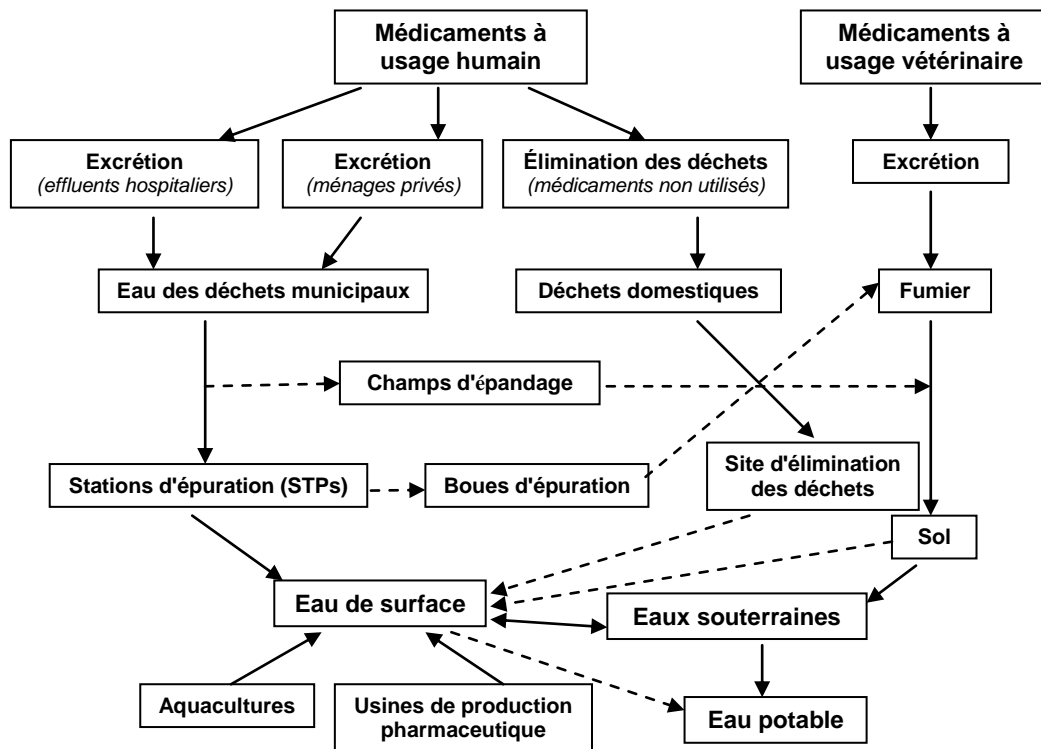 Médicaments à
usage humain
Médicaments à
usage vétérinaire
Excrétion
(effluents hospitaliers)
Excrétion
(ménages privés)
Élimination des déchets
(médicaments non utilisés)
Excrétion
Eau des déchets municipaux
Déchets domestiques
Fumier
Champs d'épandage
Stations d'épuration (STPs)
Boues d'épuration
Site d'élimination
des déchets
Sol
Eau de surface
Eaux souterraines
Aquacultures
Usines de production
pharmaceutique
Eau potable